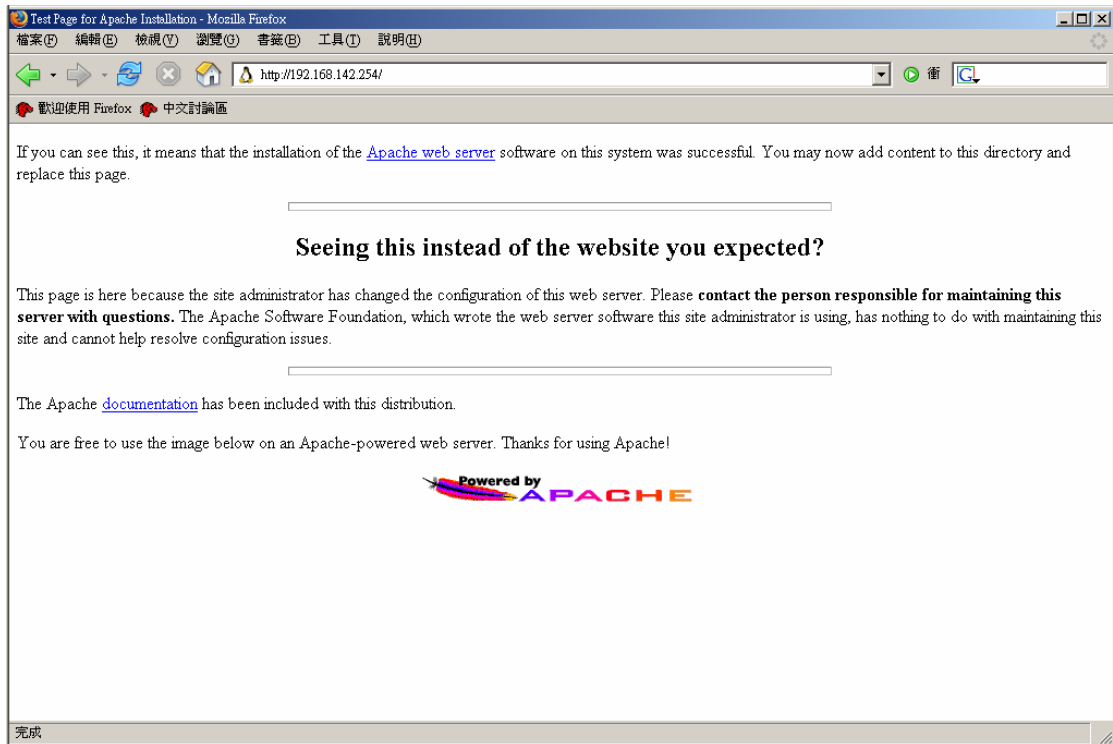 Test Page for Apache Installation - Mozilla Firefox
檔案(F) 編輯(E) 檢視(V) 瀏覽(G) 書籤(B) 工具(T) 說明(H)
http://192.168.142.254/ 衝 G
歡迎使用 Firefox 中文討論區
If you can see this, it means that the installation of the Apache web server software on this system was successful. You may now add content to this directory and
replace this page.
Seeing this instead of the website you expected?
This page is here because the site administrator has changed the configuration of this web server. Please contact the person responsible for maintaining this
server with questions. The Apache Software Foundation, which wrote the web server software this site administrator is using, has nothing to do with maintaining this
site and cannot help resolve configuration issues.
The Apache documentation has been included with this distribution.
You are free to use the image below on an Apache-powered web server. Thanks for using Apache!
Powered by
APACHE
完成